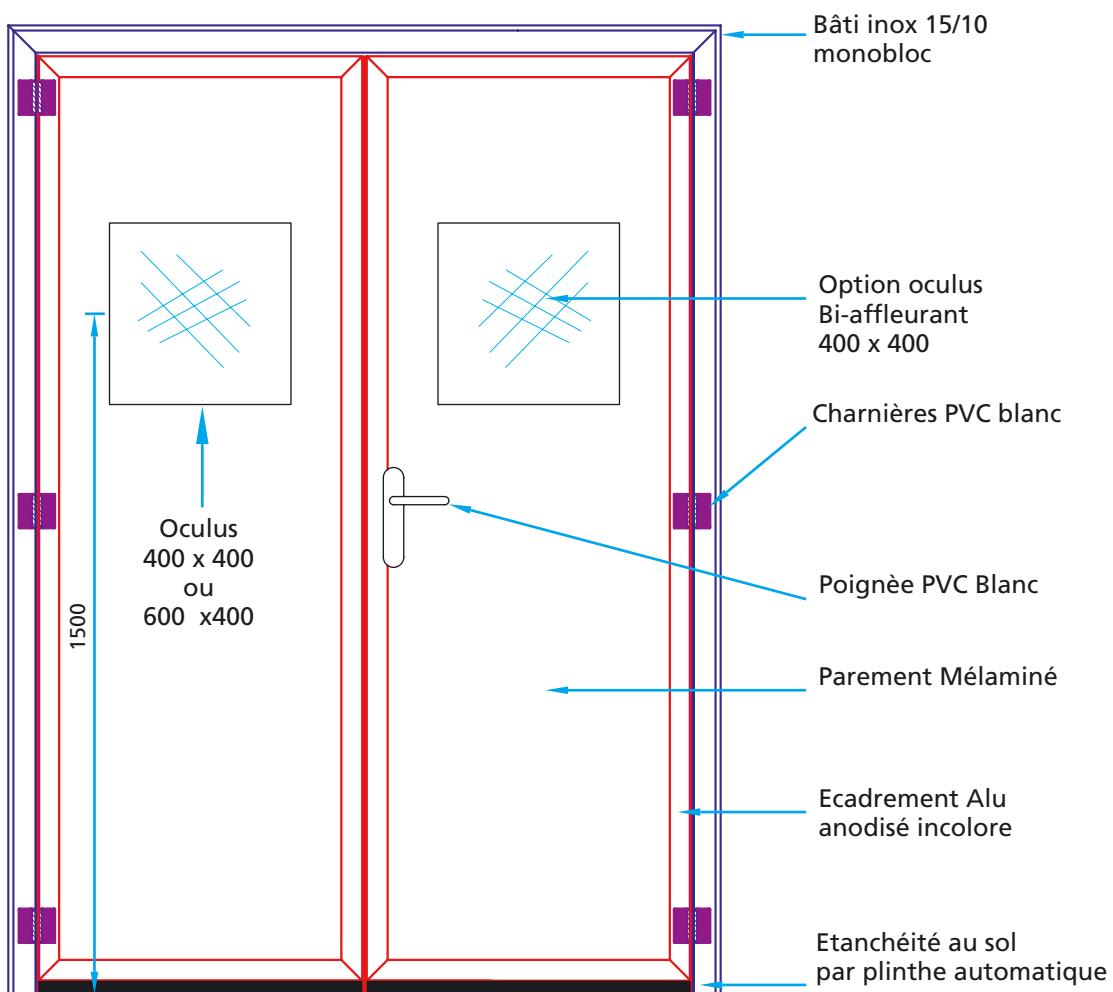 Bâti inox 15/10
monobloc
Option oculus
Bi-affleurant
400 x 400
Charnières PVC blanc
Oculus
400 x 400
ou
600 x400
1500
Poignèe PVC Blanc
Parement Mélaminé
Ecadrement Alu
anodisé incolore
Etanchéité au sol
par plinthe automatique